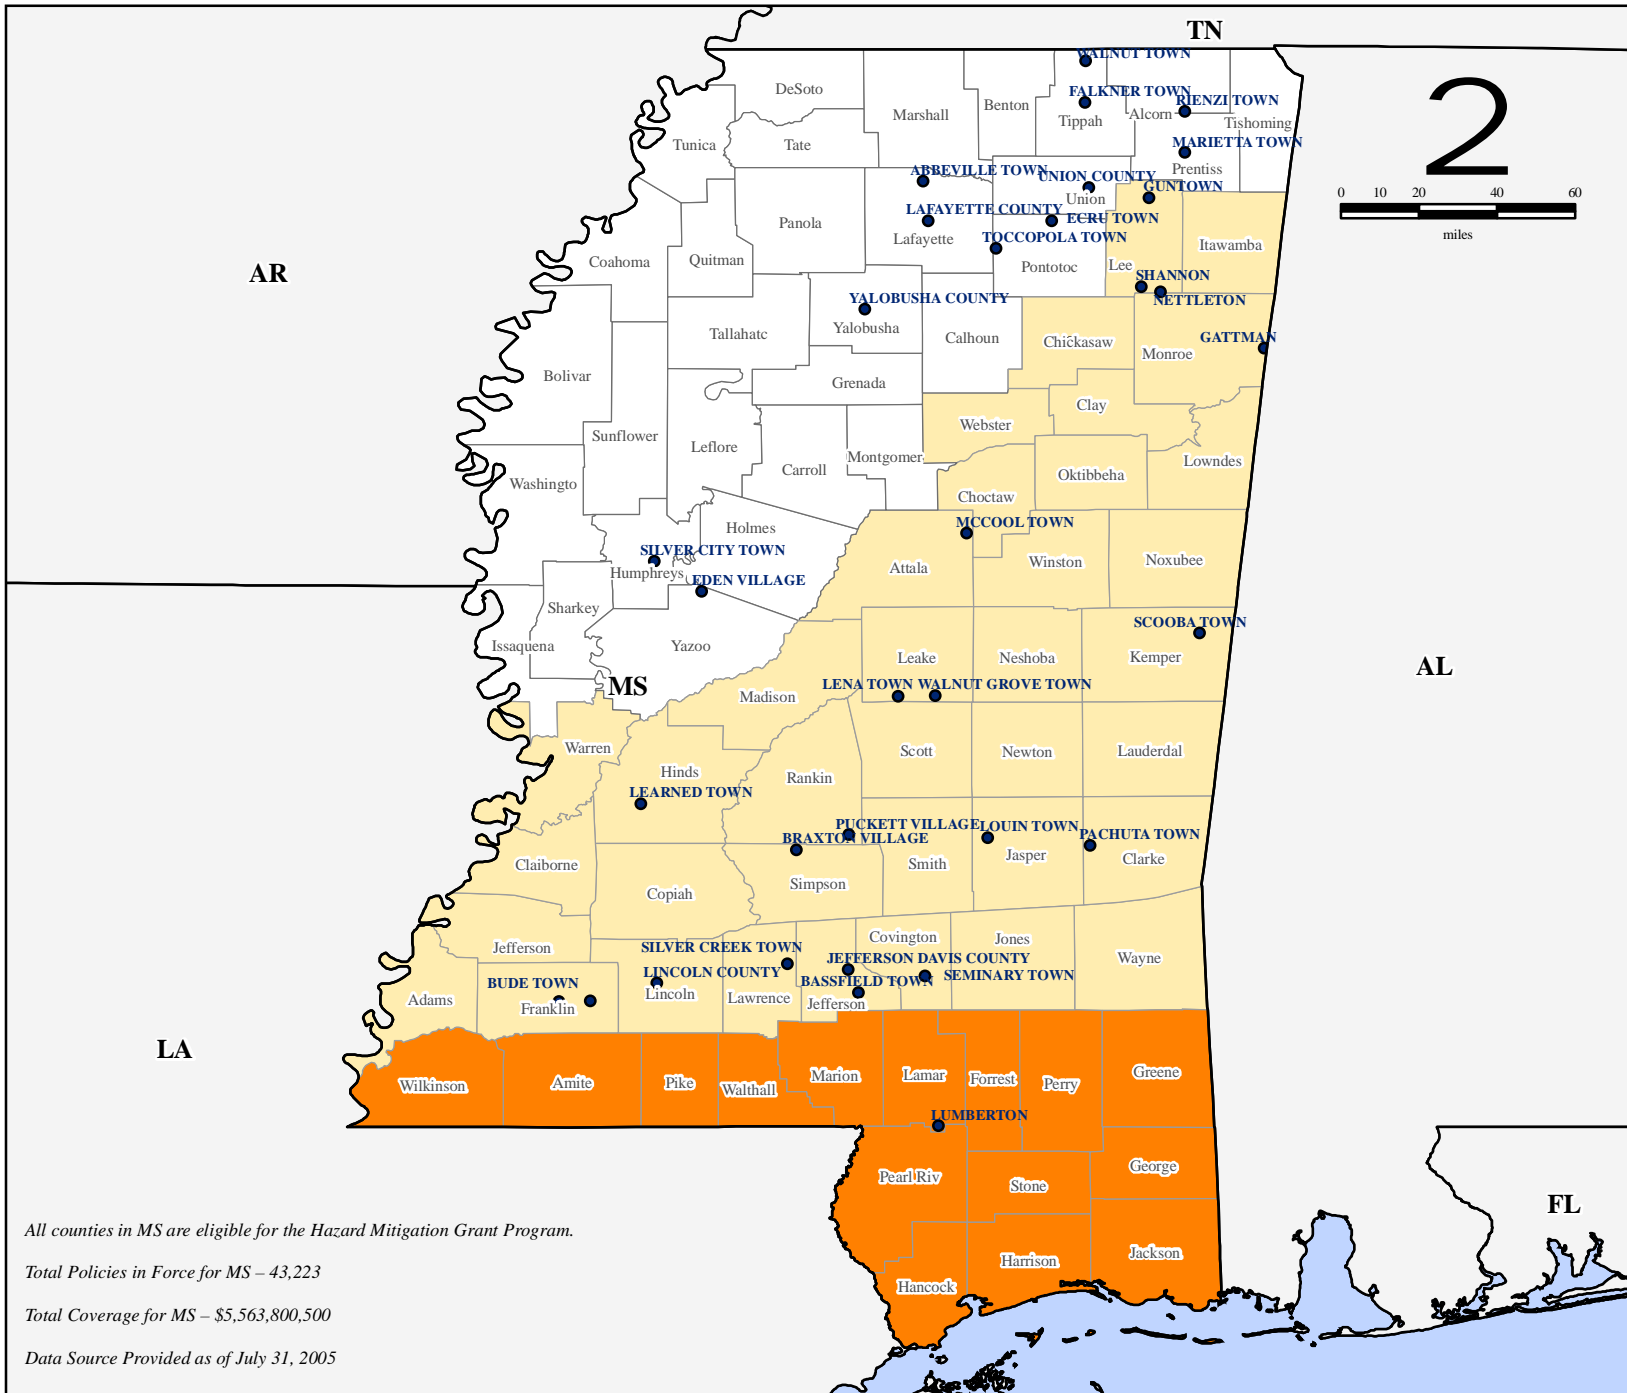 TN
WALNUT TOWN
2
DeSoto
Marshall
Benton
FALKNER TOWN
RIENZI TOWN
Tippah
Alcorn
Tishoming
Tunica
Tate
MARIETTA TOWN
Prentiss
ABBEVILLE TOWN
UNION COUNTY
GUNTOWN
Union
0 10 20 40 60
miles
LAFAYETTE COUNTY
ECRU TOWN
Panola
Lafayette
TOCCOPOLA TOWN
Itawamba
AR
Coahoma
Quitman
Pontotoc
Lee
SHANNON
NETTLETON
YALOBUSHA COUNTY
Tallahatc
Yalobusha
Calhoun
Chickasaw
GATTMAN
Monroe
Bolivar
Grenada
Clay
Webster
Sunflower
Leflore
Carroll
Montgomer
Lowndes
Oktibbeha
Washingto
Choctaw
Holmes
MCCOOL TOWN
SILVER CITY TOWN
Humphreys
EDEN VILLAGE
Attala
Winston
Noxubee
Sharkey
SCOOBA TOWN
Issaquena
Yazoo
Leake
Neshoba
Kemper
AL
MS
LENA TOWN
WALNUT GROVE TOWN
Madison
Warren
Scott
Newton
Lauderdal
Hinds
Rankin
LEARNED TOWN
PUCKETT VILLAGE
LOUIN TOWN
BRAXTON VILLAGE
PACHUTA TOWN
Claiborne
Smith
Jasper
Clarke
Copiah
Simpson
Jefferson
SILVER CREEK TOWN
Covington
Jones
JEFFERSON DAVIS COUNTY
Wayne
LINCOLN COUNTY
BASSFIELD TOWN
SEMINARY TOWN
BUDE TOWN
Adams
Franklin
Lincoln
Lawrence
Jefferson
LA
Wilkinson
Amite
Pike
Walthall
Marion
Lamar
Forrest
Perry
Greene
LUMBERTON
Pearl Riv
Stone
George
FL
Hancock
Harrison
Jackson
All counties in MS are eligible for the Hazard Mitigation Grant Program.
Total Policies in Force for MS – 43,223
Total Coverage for MS – $5,563,800,500
Data Source Provided as of July 31, 2005